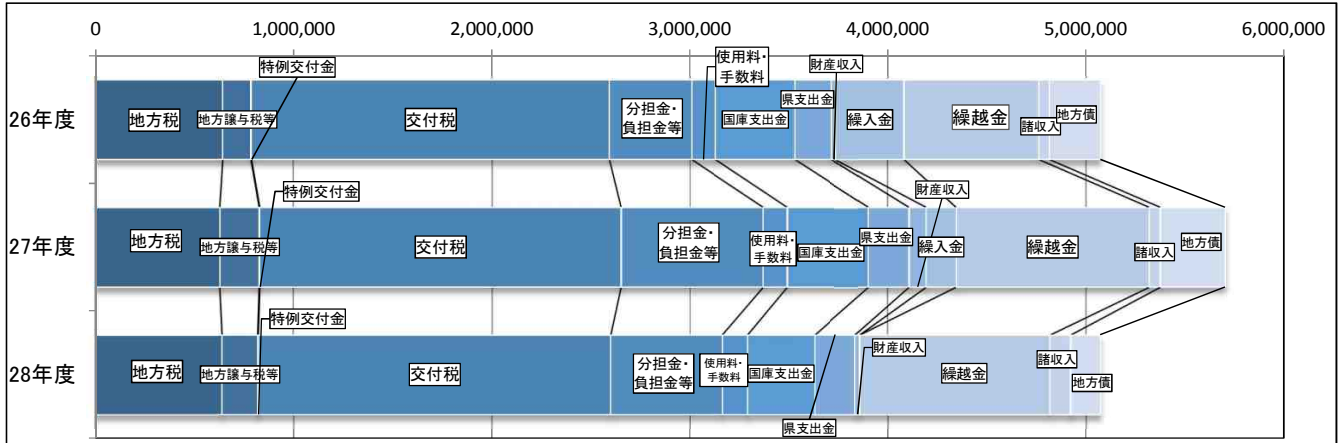 0 1,000,000 2,000,000 3,000,000 4,000,000 5,000,000 6,000,000
特例交付金
使用料・
手数料
財産収入
26年度
地方税
地方譲与税等
交付税
分担金・
負担金等
国庫支出金
県支出金
繰入金
繰越金
諸収入
地方債
特例交付金
財産収入
27年度
地方税
地方譲与税等
交付税
分担金・
負担金等
使用料・
手数料
国庫支出金
県支出金
繰入金
繰越金
諸収入
地方債
特例交付金
28年度
地方税
地方譲与税等
交付税
分担金・
負担金等
使用料・
手数料
国庫支出金
県支出金
財産収入
繰越金
諸収入
地方債